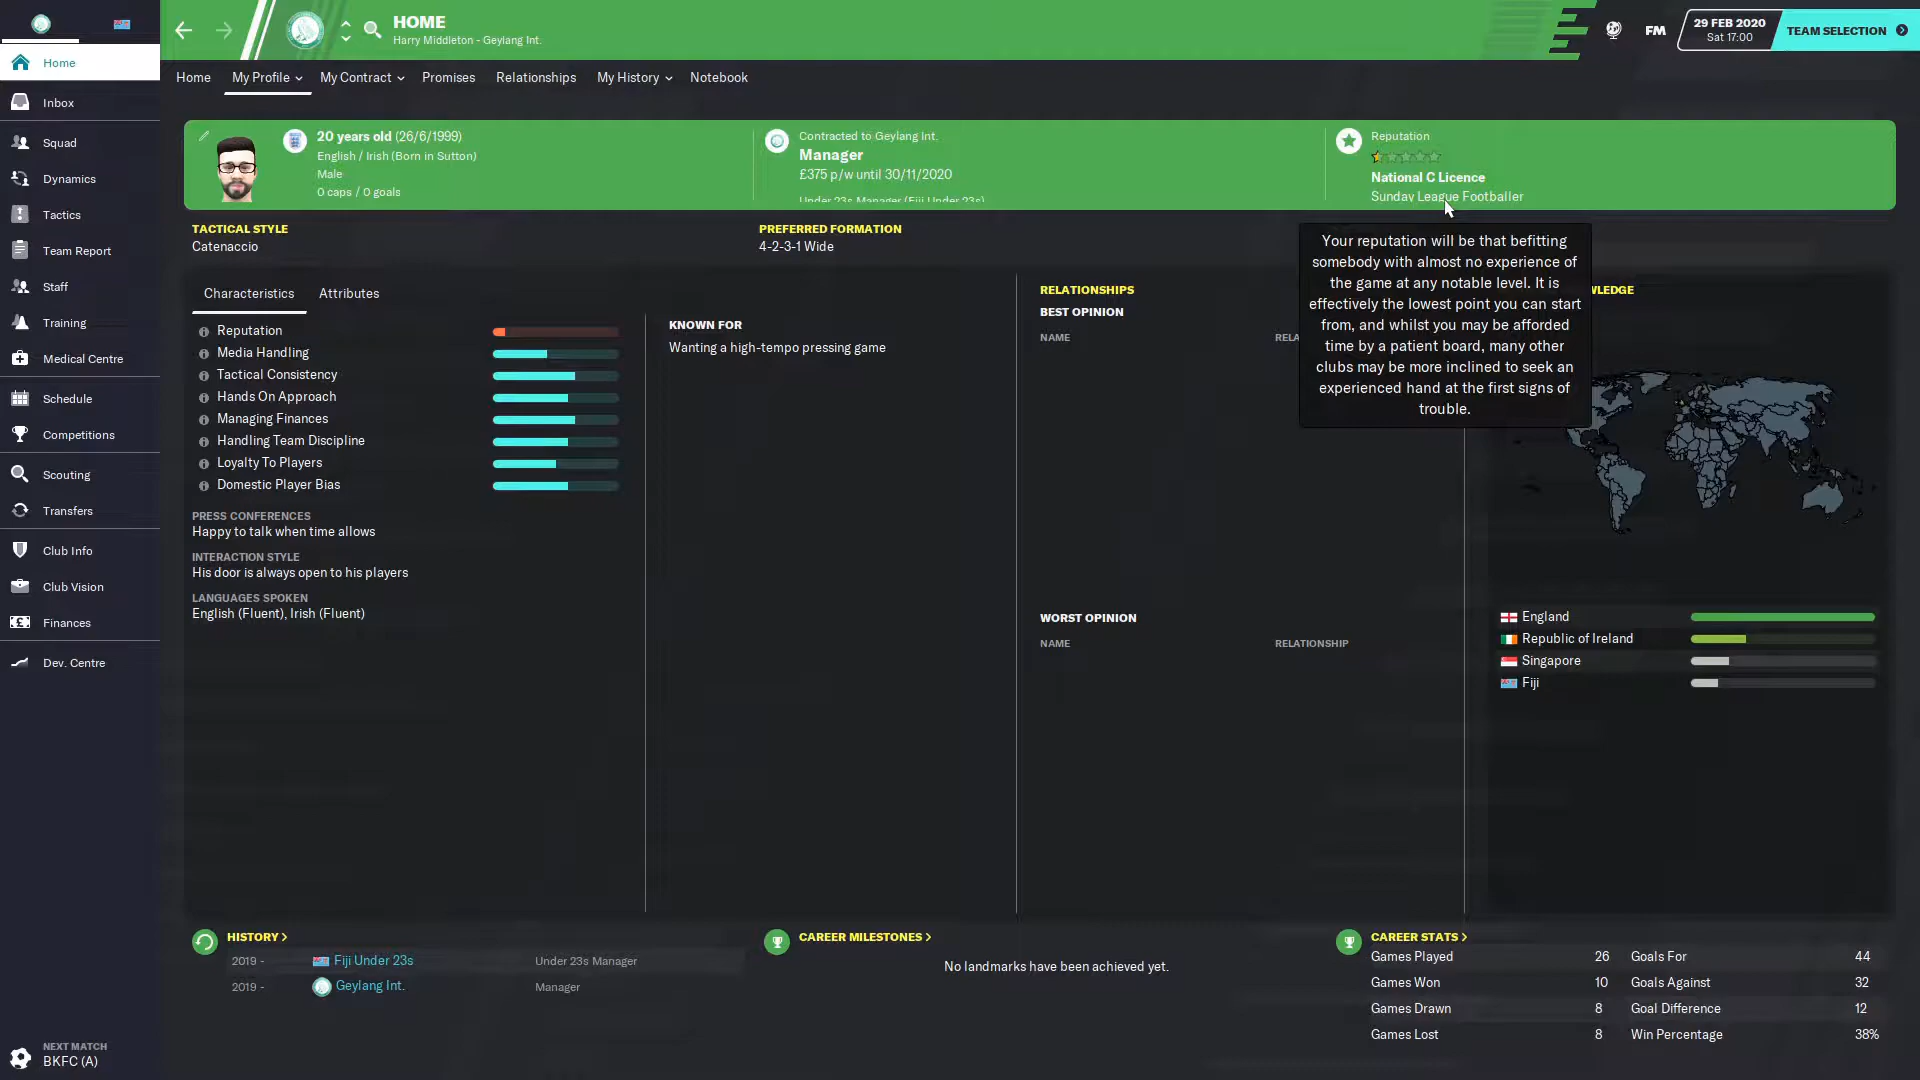 HOME
Harry Middleton - Geylang Int.
FM
29 FEB 2020
Sat 17:00
TEAM SELECTION
Home
Inbox
Squad
Dynamics
Tactics
Team Report
Staff
Training
Medical Centre
Schedule
Competitions
Scouting
Transfers
Club Info
Club Vision
Finances
Dev. Centre
NEXT MATCH
BKFC (A)
Home
My Profile
My Contract
Promises
Relationships
My History
Notebook
20 years old (26/6/1999)
English / Irish (Born in Sutton)
Male
0 caps / 0 goals
Contracted to Geylang Int.
Manager
£375 p/w until 30/11/2020
Under 23s Manager (Fiji Under 23s)
Reputation
National C Licence
Sunday League Footballer
TACTICAL STYLE
Catenaccio
PREFERRED FORMATION
4-2-3-1 Wide
Your reputation will be that befitting
somebody with almost no experience of
the game at any notable level. It is
effectively the lowest point you can start
from, and whilst you may be afforded
time by a patient board, many other
clubs may be more inclined to seek an
experienced hand at the first signs of
trouble.
Characteristics
Attributes
Reputation
Media Handling
Tactical Consistency
Hands On Approach
Managing Finances
Handling Team Discipline
Loyalty To Players
Domestic Player Bias
PRESS CONFERENCES
Happy to talk when time allows
INTERACTION STYLE
His door is always open to his players
LANGUAGES SPOKEN
English (Fluent), Irish (Fluent)
KNOWN FOR
Wanting a high-tempo pressing game
RELATIONSHIPS
BEST OPINION
NAME
RELA
WORST OPINION
NAME RELATIONSHIP
WLEDGE
England
Republic of Ireland
Singapore
Fiji
HISTORY >
2019 - Fiji Under 23s Under 23s Manager
2019 - Geylang Int. Manager
CAREER MILESTONES >
No landmarks have been achieved yet.
CAREER STATS >
Games Played 26 Goals For 44
Games Won 10 Goals Against 32
Games Drawn 8 Goal Difference 12
Games Lost 8 Win Percentage 38%